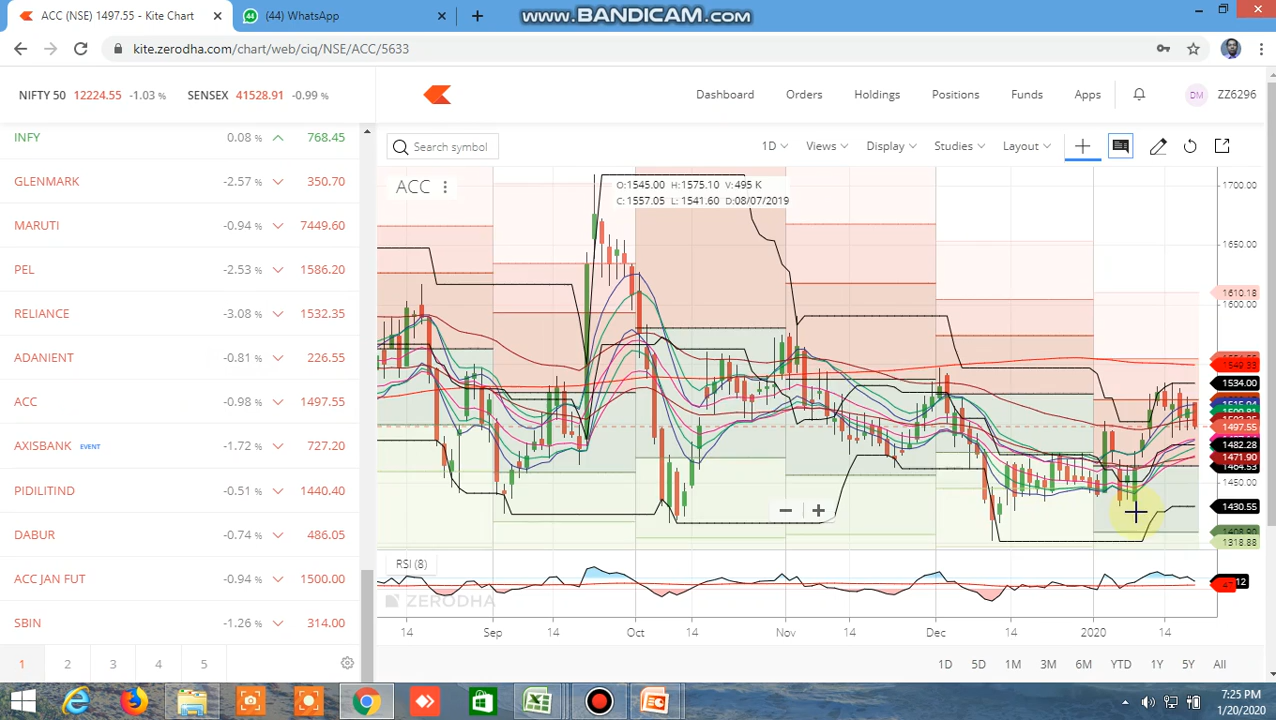 ACC (NSE) 1497.55 - Kite Chart
(44) WhatsApp
www.BANDICAM.com
kite.zerodha.com/chart/web/ciq/NSE/ACC/5633
NIFTY 50 12224.55 -1.03 % SENSEX 41528.91 -0.99 %
Dashboard Orders Holdings Positions Funds Apps DM ZZ6296
INFY 0.08 % 768.45
GLENMARK -2.57 % 350.70
MARUTI -0.94 % 7449.60
PEL -2.53 % 1586.20
RELIANCE -3.08 % 1532.35
ADANIENT -0.81 % 226.55
ACC -0.98 % 1497.55
AXISBANK EVENT -1.72 % 727.20
PIDILITIND -0.51 % 1440.40
DABUR -0.74 % 486.05
ACC JAN FUT -0.94 % 1500.00
SBIN -1.26 % 314.00
1 2 3 4 5
Search symbol 1D Views Display Studies Layout
ACC
O:1545.00 H:1575.10 V:495 K
C:1557.05 L: 1541.60 D:08/07/2019
1700.00
1650.00
1610.18
1600.00
1549.33
1534.00
1497.55
1482.28
1471.90
1464.53
1450.00
1430.55
1408.90
1318.88
RSI (8)
ZERODHA
14 Sep 14 Oct 14 Nov 14 Dec 14 2020 14
1D 5D 1M 3M 6M YTD 1Y 5Y All
7:25 PM
1/20/2020